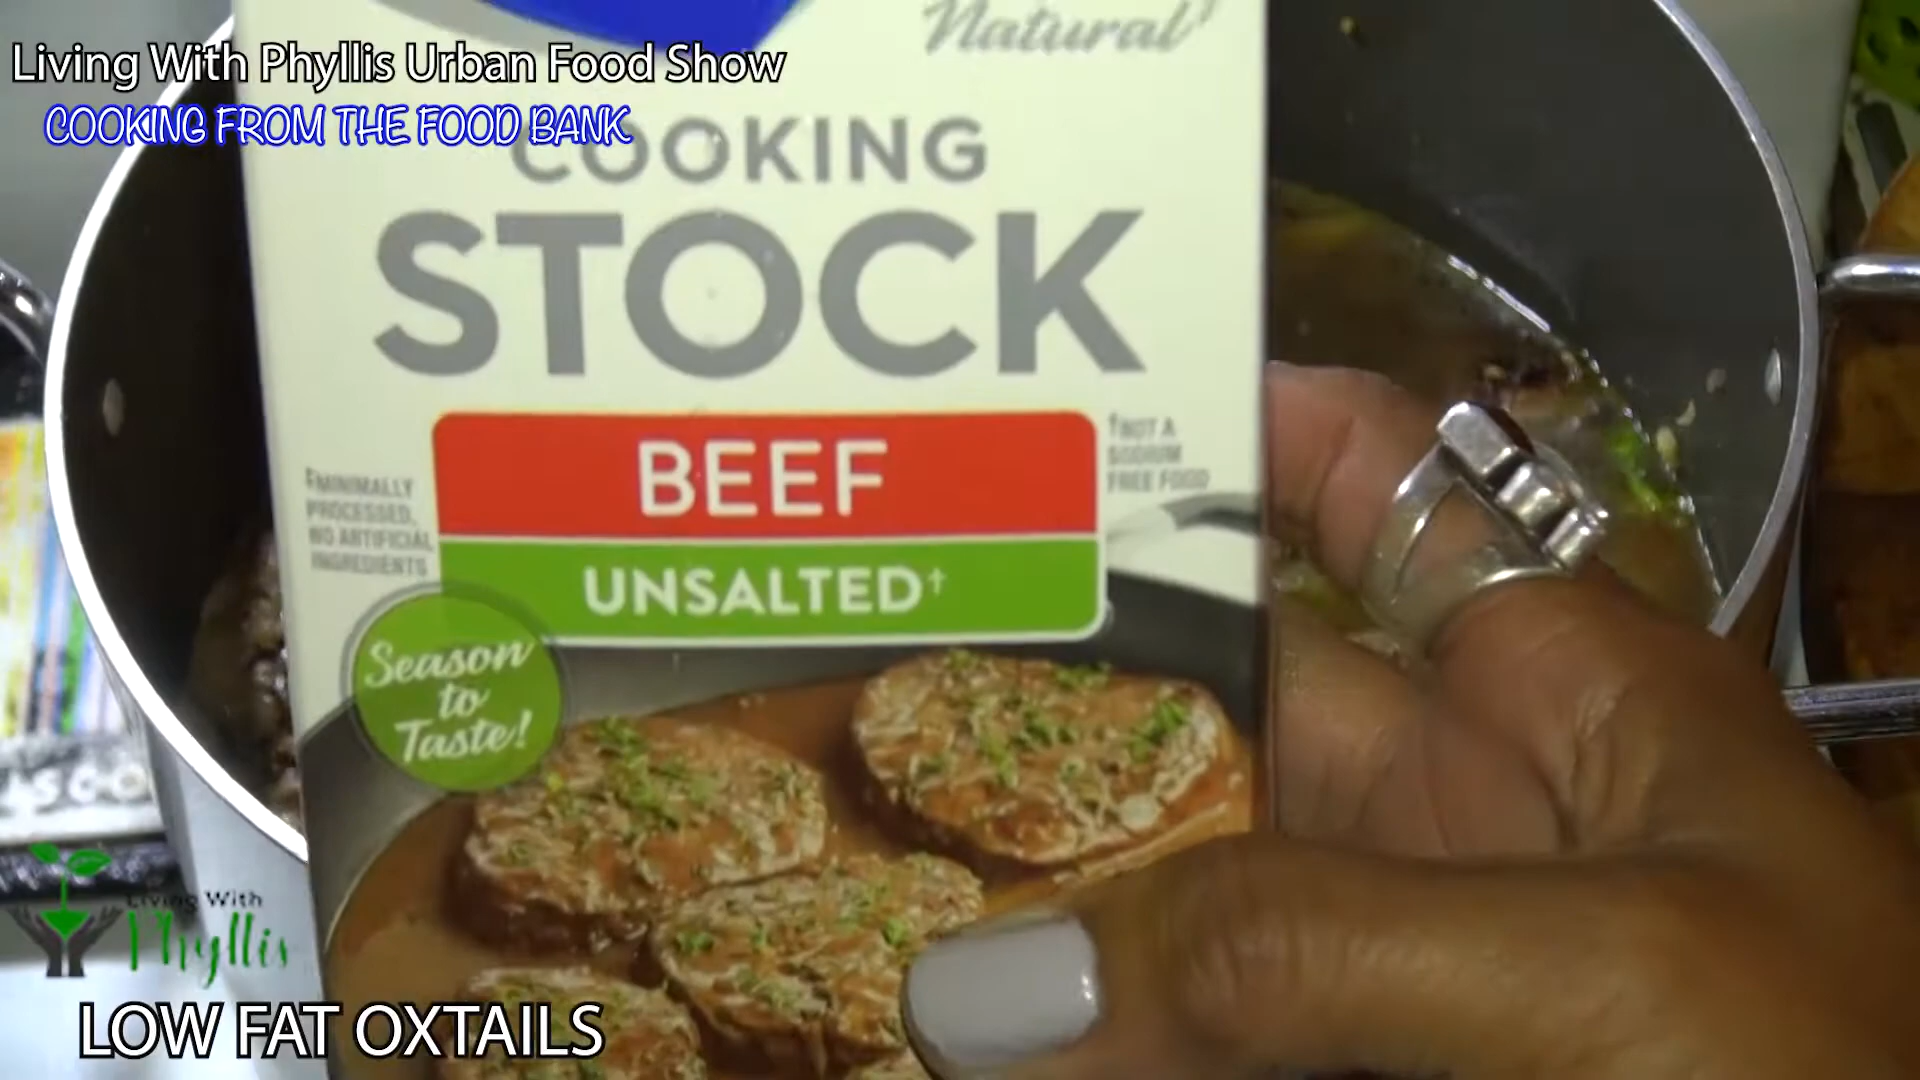 Living With Phyllis Urban Food Show
COOKING FROM THE FOOD BANK
Natural†
COOKING
STOCK
BEEF
UNSALTED†
‡MINIMALLY
PROCESSED,
NO ARTIFICIAL
INGREDIENTS
†NOT A
SODIUM
FREE FOOD
Season
to
Taste!
Living With
Phyllis
LOW FAT OXTAILS